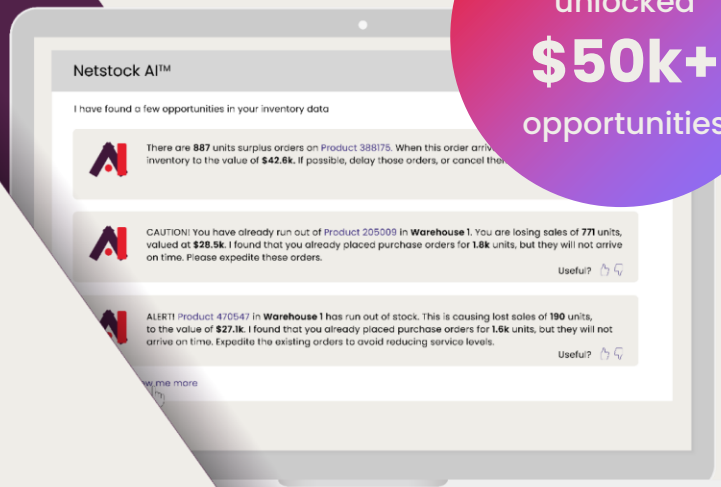 unlocked
$50k+
opportunities
Netstock AI™
I have found a few opportunities in your inventory data
There are 887 units surplus orders on Product 388175. When this order
inventory to the value of $42.6k. If possible, delay those orders, or cancel
CAUTION! You have already run out of Product 205009 in Warehouse 1. You are losing sales of 771 units,
valued at $28.5k. I found that you already placed purchase orders for 1.8k units, but they will not arrive
on time. Please expedite these orders.
Useful?
ALERT! Product 470547 in Warehouse 1 has run out of stock. This is causing lost sales of 190 units,
to the value of $27.1k. I found that you already placed purchase orders for 1.6k units, but they will not
arrive on time. Expedite the existing orders to avoid reducing service levels.
Useful?
me more